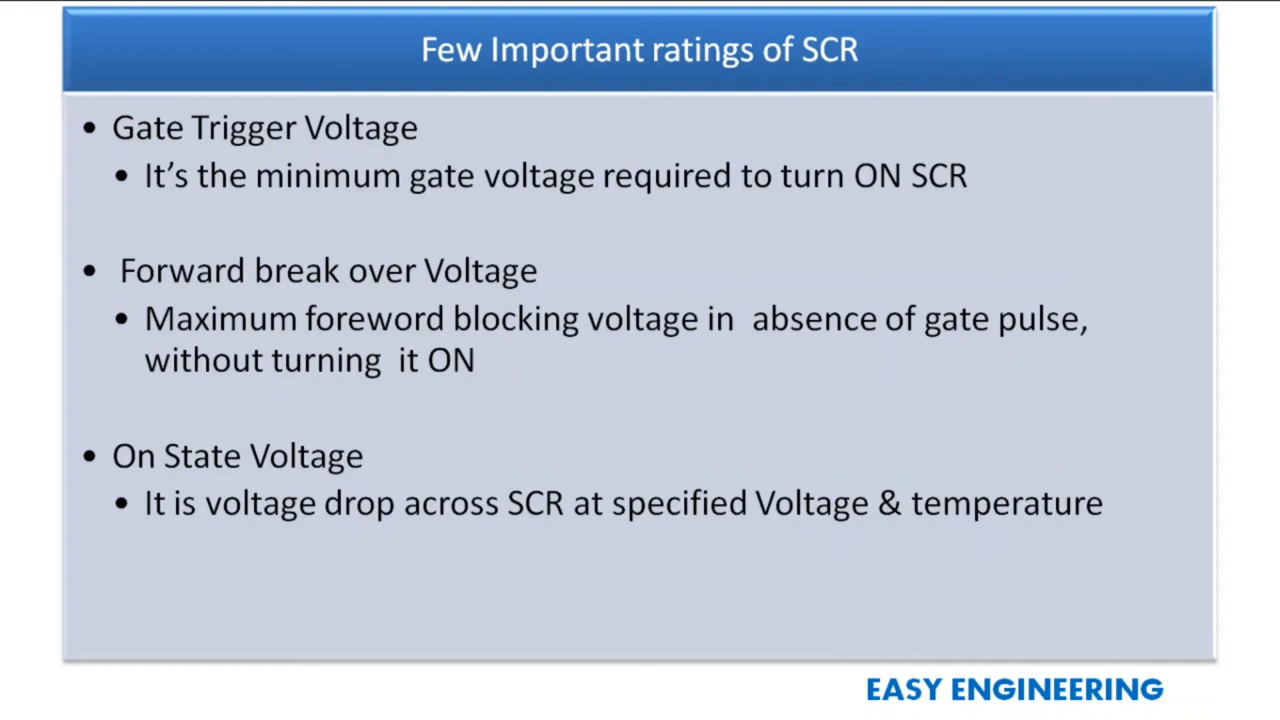 Few Important ratings of SCR
• Gate Trigger Voltage
• It’s the minimum gate voltage required to turn ON SCR
• Forward break over Voltage
• Maximum foreword blocking voltage in absence of gate pulse,
without turning it ON
• On State Voltage
• It is voltage drop across SCR at specified Voltage & temperature
EASY ENGINEERING